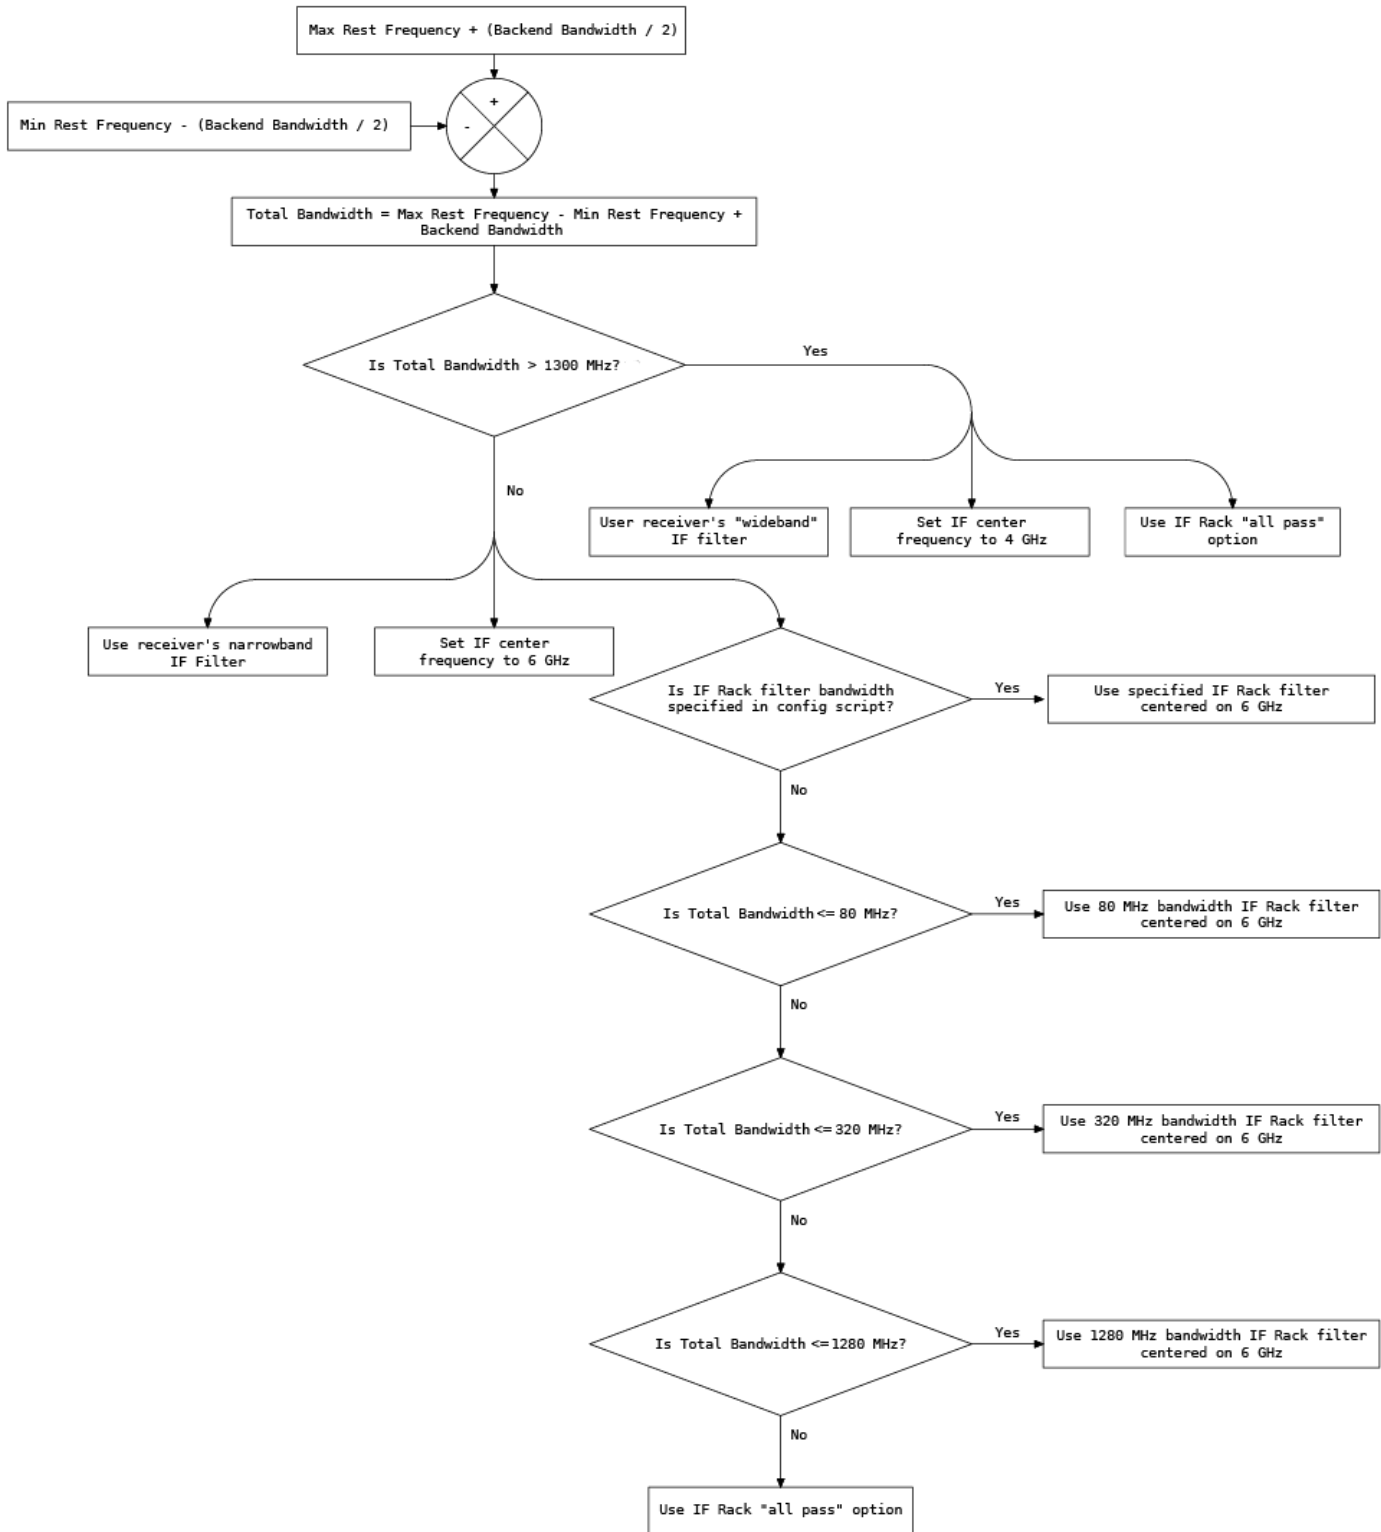 Max Rest Frequency + (Backend Bandwidth / 2)
+
Min Rest Frequency - (Backend Bandwidth / 2)
-
Total Bandwidth = Max Rest Frequency - Min Rest Frequency +
Backend Bandwidth
Is Total Bandwidth > 1300 MHz?
Yes
No
User receiver's "wideband"
IF filter
Set IF center
frequency to 4 GHz
Use IF Rack "all pass"
option
Use receiver's narrowband
IF Filter
Set IF center
frequency to 6 GHz
Is IF Rack filter bandwidth
specified in config script?
Yes
Use specified IF Rack filter
centered on 6 GHz
No
Is Total Bandwidth <= 80 MHz?
Yes
Use 80 MHz bandwidth IF Rack filter
centered on 6 GHz
No
Is Total Bandwidth <= 320 MHz?
Yes
Use 320 MHz bandwidth IF Rack filter
centered on 6 GHz
No
Is Total Bandwidth <= 1280 MHz?
Yes
Use 1280 MHz bandwidth IF Rack filter
centered on 6 GHz
No
Use IF Rack "all pass" option